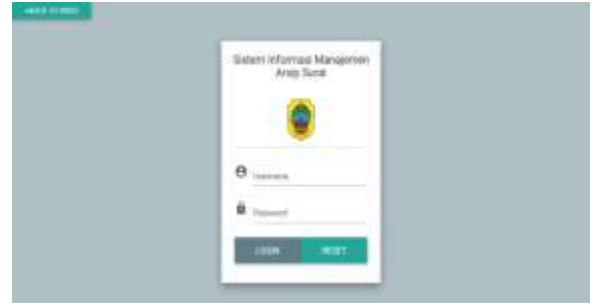 Sistem Informasi Manajemen
Arsip Surat
Username
Password
LOGIN
RESET